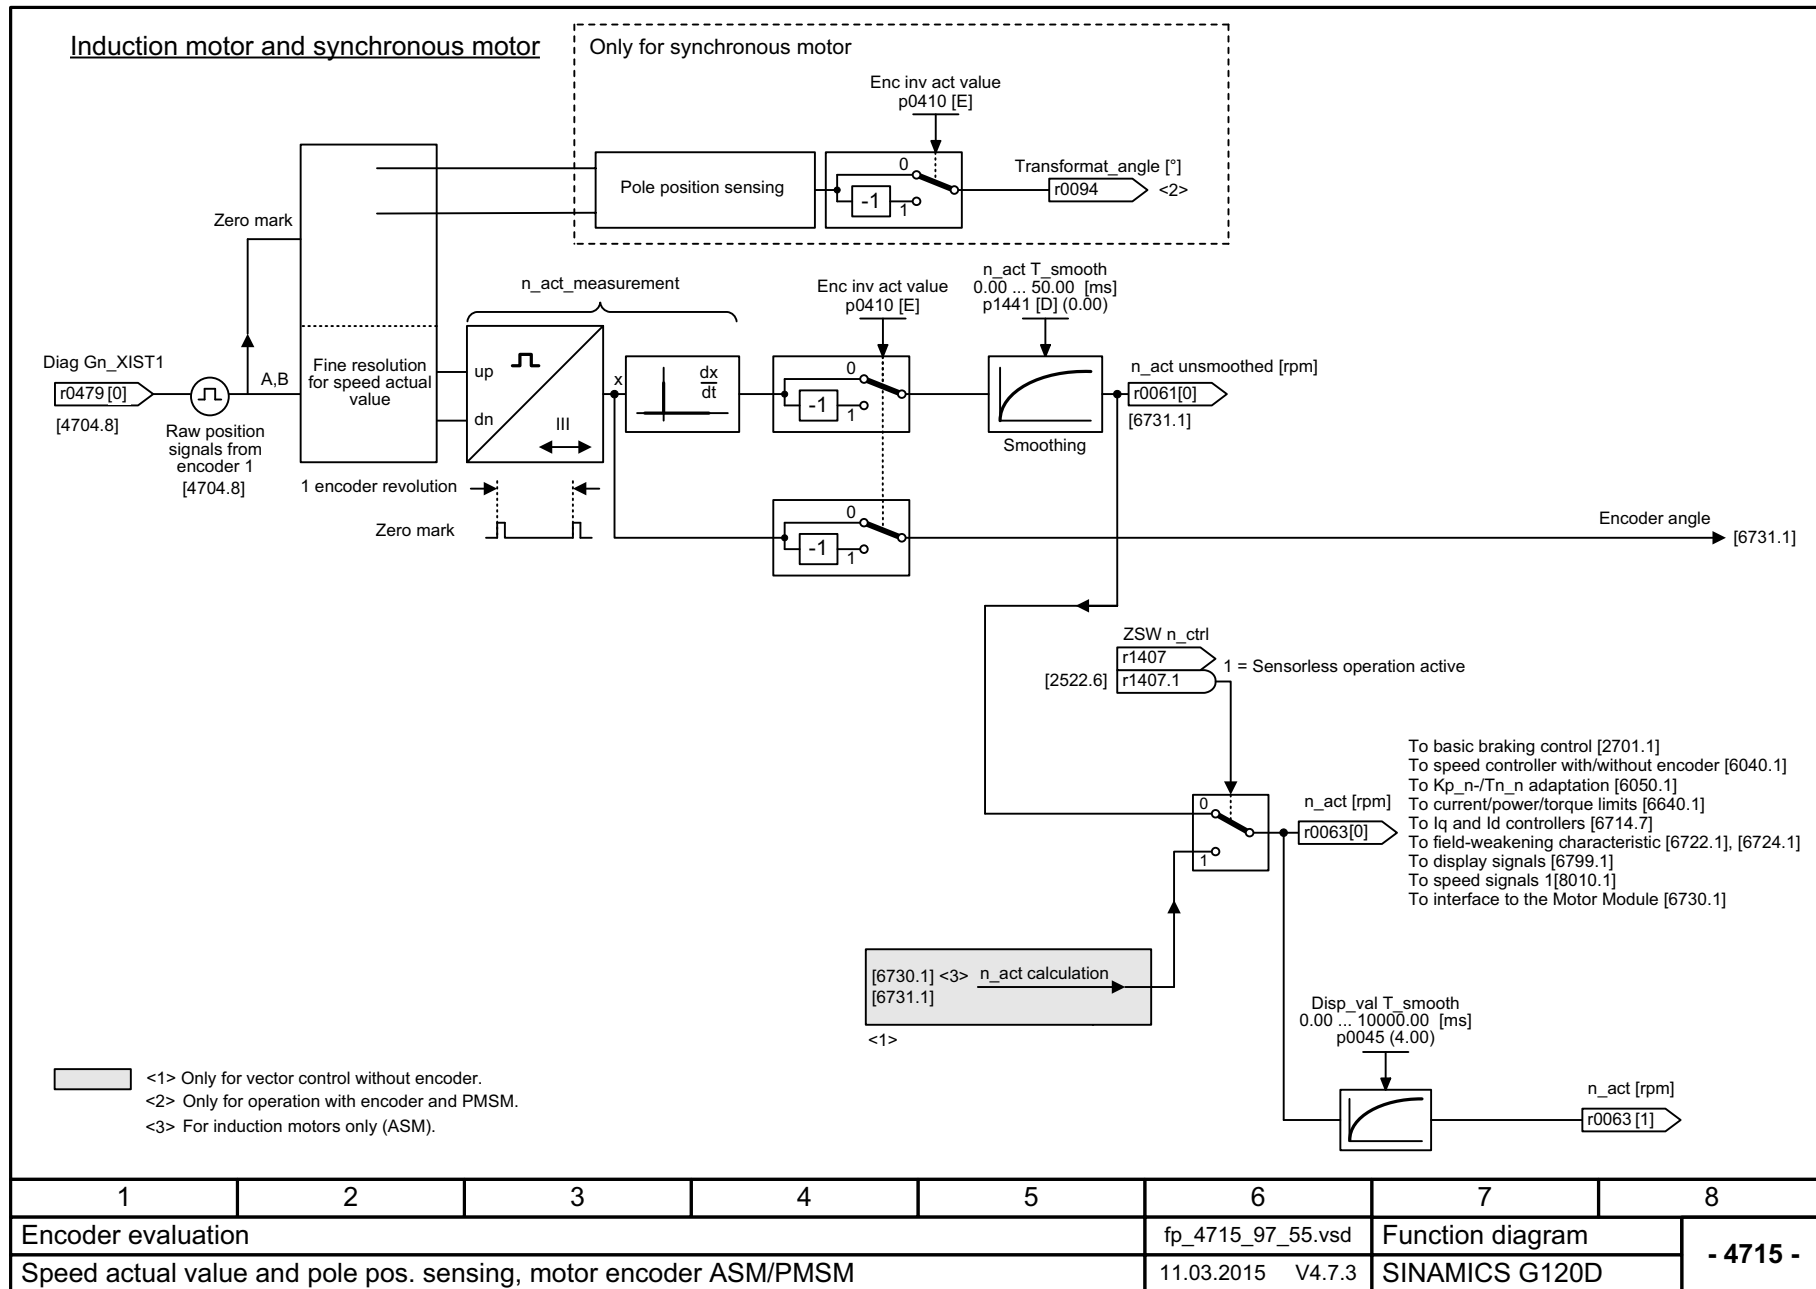 Induction motor and synchronous motor
Only for synchronous motor
Enc inv act value
p0410 [E]
Pole position sensing
0
-1
1
Transformat_angle [°]
r0094
<2>
Zero mark
n_act_measurement
Enc inv act value
p0410 [E]
n_act T_smooth
0.00 ... 50.00 [ms]
p1441 [D] (0.00)
Diag Gn_XIST1
r0479 [0]
[4704.8]
A,B
Raw position
signals from
encoder 1
[4704.8]
Fine resolution
for speed actual
value
up
dn
III
x
dx
dt
0
-1
1
Smoothing
n_act unsmoothed [rpm]
r0061[0]
[6731.1]
1 encoder revolution
Zero mark
0
-1
1
Encoder angle
[6731.1]
ZSW n_ctrl
r1407
[2522.6]
r1407.1
1 = Sensorless operation active
0
1
n_act [rpm]
r0063[0]
To basic braking control [2701.1]
To speed controller with/without encoder [6040.1]
To Kp_n-/Tn_n adaptation [6050.1]
To current/power/torque limits [6640.1]
To Iq and Id controllers [6714.7]
To field-weakening characteristic [6722.1], [6724.1]
To display signals [6799.1]
To speed signals 1[8010.1]
To interface to the Motor Module [6730.1]
[6730.1] <3> n_act calculation
[6731.1]
<1>
Disp_val T_smooth
0.00 ... 10000.00 [ms]
p0045 (4.00)
n_act [rpm]
r0063 [1]
<1> Only for vector control without encoder.
<2> Only for operation with encoder and PMSM.
<3> For induction motors only (ASM).
1 2 3 4 5 6 7 8
Encoder evaluation
fp_4715_97_55.vsd
Function diagram
- 4715 -
Speed actual value and pole pos. sensing, motor encoder ASM/PMSM
11.03.2015 V4.7.3
SINAMICS G120D